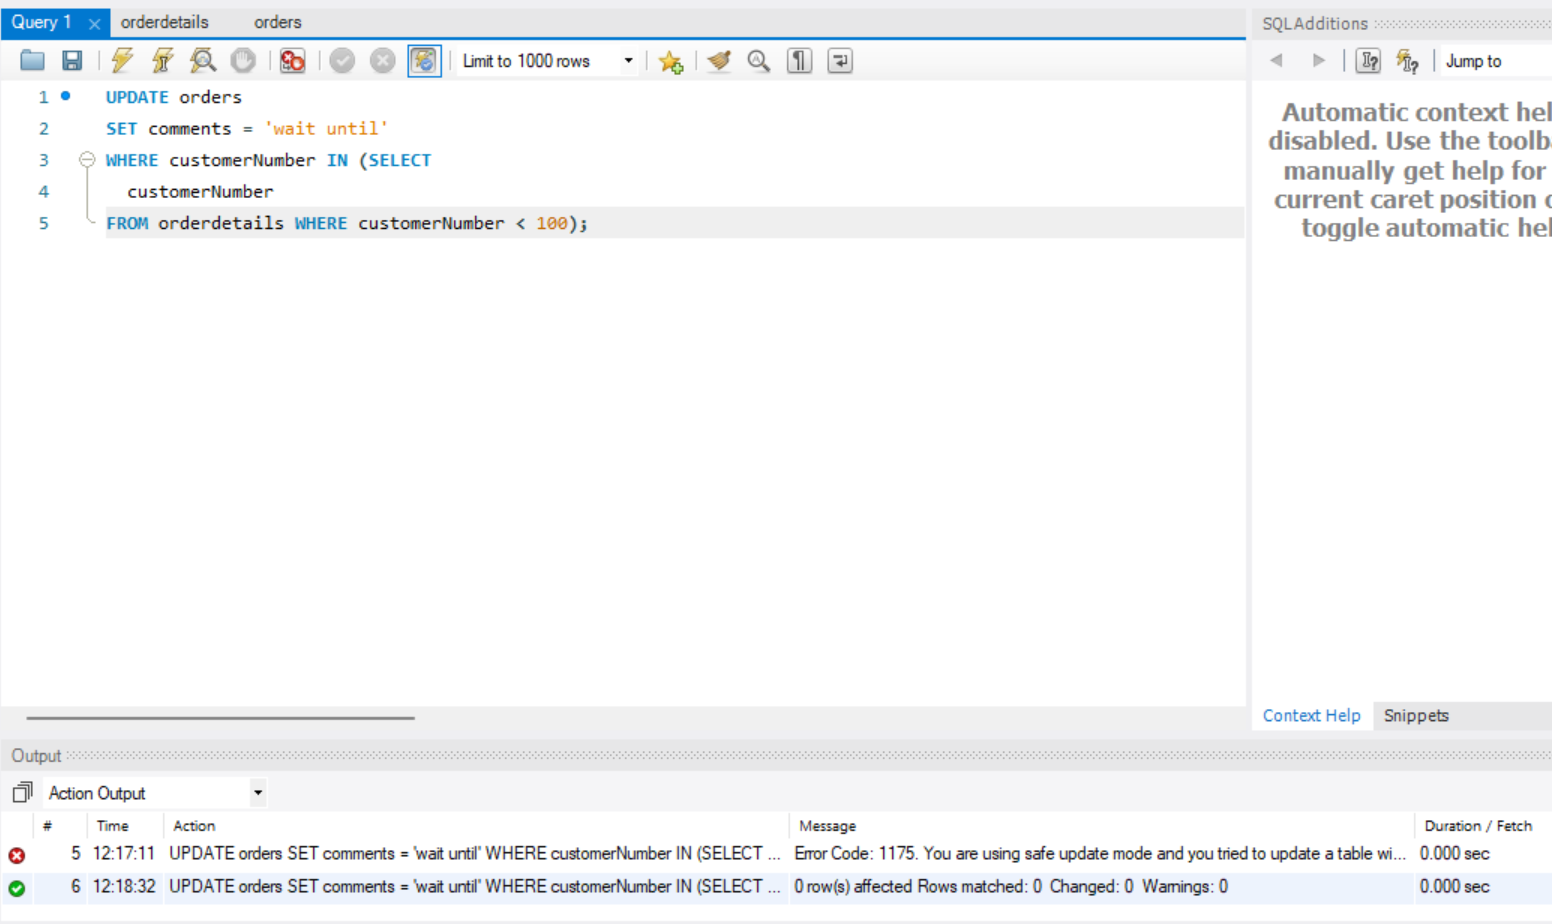 Query 1 orderdetails orders
SQLAdditions
Limit to 1000 rows
Jump to
1 UPDATE orders
2 SET comments = 'wait until'
3 WHERE customerNumber IN (SELECT
4 customerNumber
5 FROM orderdetails WHERE customerNumber < 100);
Automatic context hel
disabled. Use the toolba
manually get help for
current caret position o
toggle automatic hel
Context Help Snippets
Output
Action Output
# Time Action Message Duration / Fetch
5 12:17:11 UPDATE orders SET comments = 'wait until' WHERE customerNumber IN (SELECT ... Error Code: 1175. You are using safe update mode and you tried to update a table wi... 0.000 sec
6 12:18:32 UPDATE orders SET comments = 'wait until' WHERE customerNumber IN (SELECT ... 0 row(s) affected Rows matched: 0 Changed: 0 Warnings: 0 0.000 sec